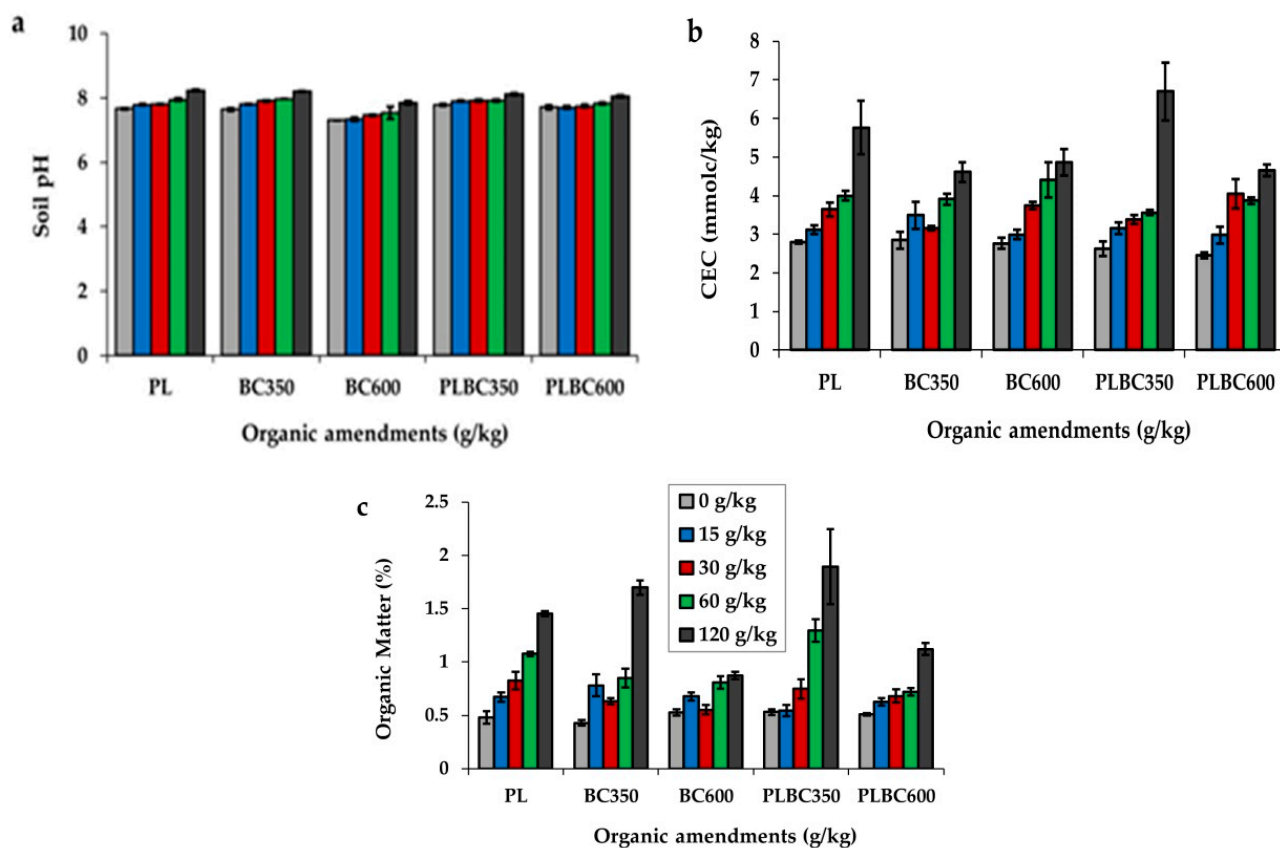 a
10
8
6
4
2
0
Soil pH
PL BC350 BC600 PLBC350 PLBC600
Organic amendments (g/kg)
b
8
7
6
5
4
3
2
1
0
CEC (mmolc/kg)
PL BC350 BC600 PLBC350 PLBC600
Organic amendments (g/kg)
c
2.5
2
1.5
1
0.5
0
Organic Matter (%)
0 g/kg
15 g/kg
30 g/kg
60 g/kg
120 g/kg
PL BC350 BC600 PLBC350 PLBC600
Organic amendments (g/kg)